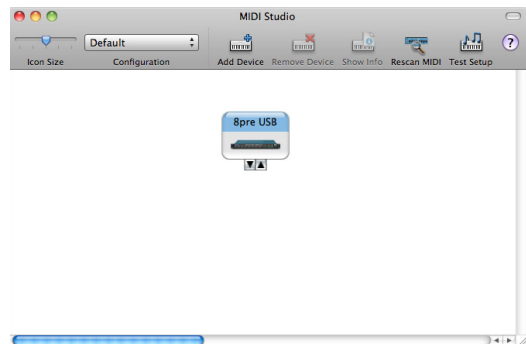 MIDI Studio
Default
?
Icon Size Configuration Add Device Remove Device Show Info Rescan MIDI Test Setup
8pre USB